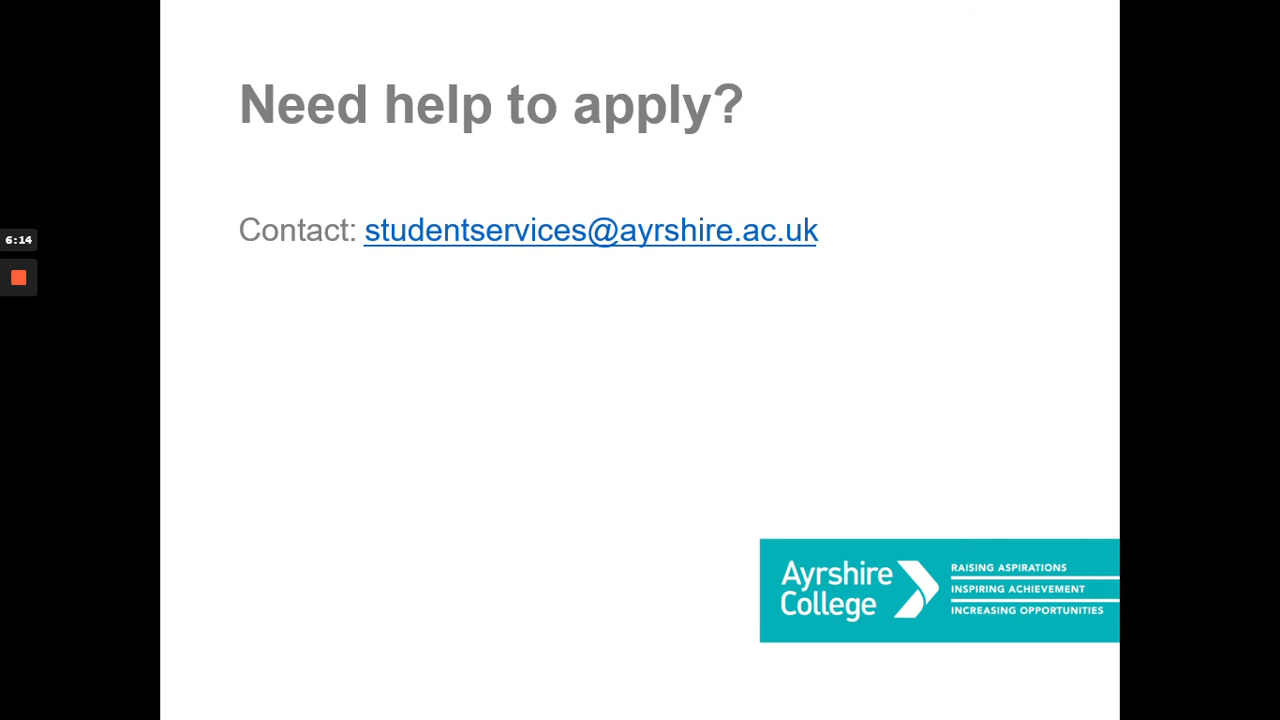 Need help to apply?
Contact: studentservices@ayrshire.ac.uk
6:14
Ayrshire
College
RAISING ASPIRATIONS
INSPIRING ACHIEVEMENT
INCREASING OPPORTUNITIES